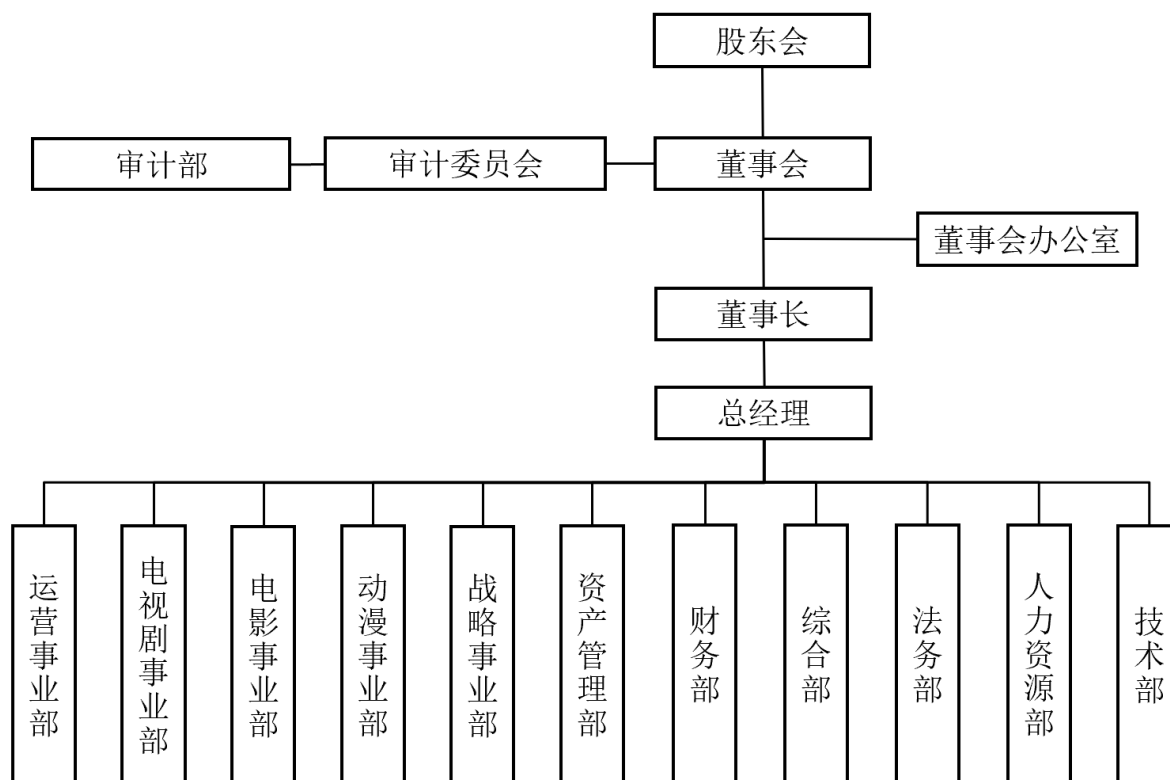 股东会
审计部
审计委员会
董事会
董事会办公室
董事长
总经理
运营事业部
电视剧事业部
电影事业部
动漫事业部
战略事业部
资产管理部
财务部
综合部
法务部
人力资源部
技术部